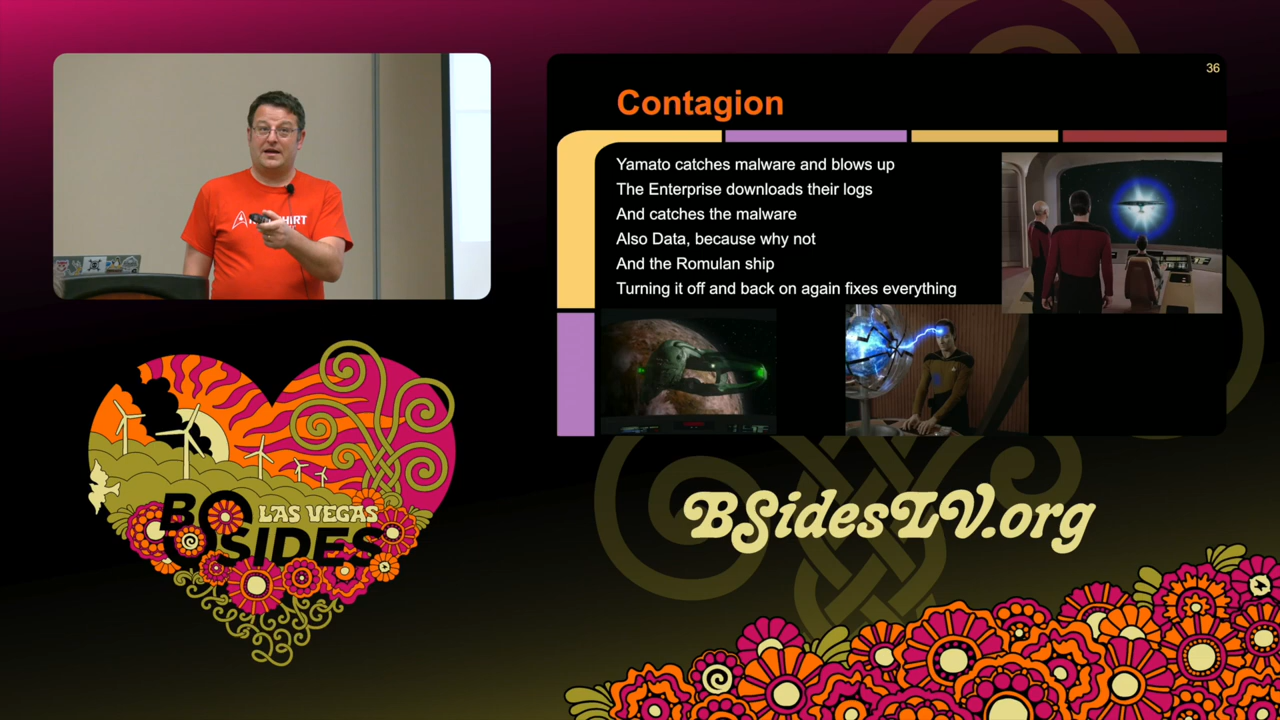 36
Contagion
Yamato catches malware and blows up
The Enterprise downloads their logs
And catches the malware
Also Data, because why not
And the Romulan ship
Turning it off and back on again fixes everything
BSIDES
LAS VEGAS
BSidesLV.org